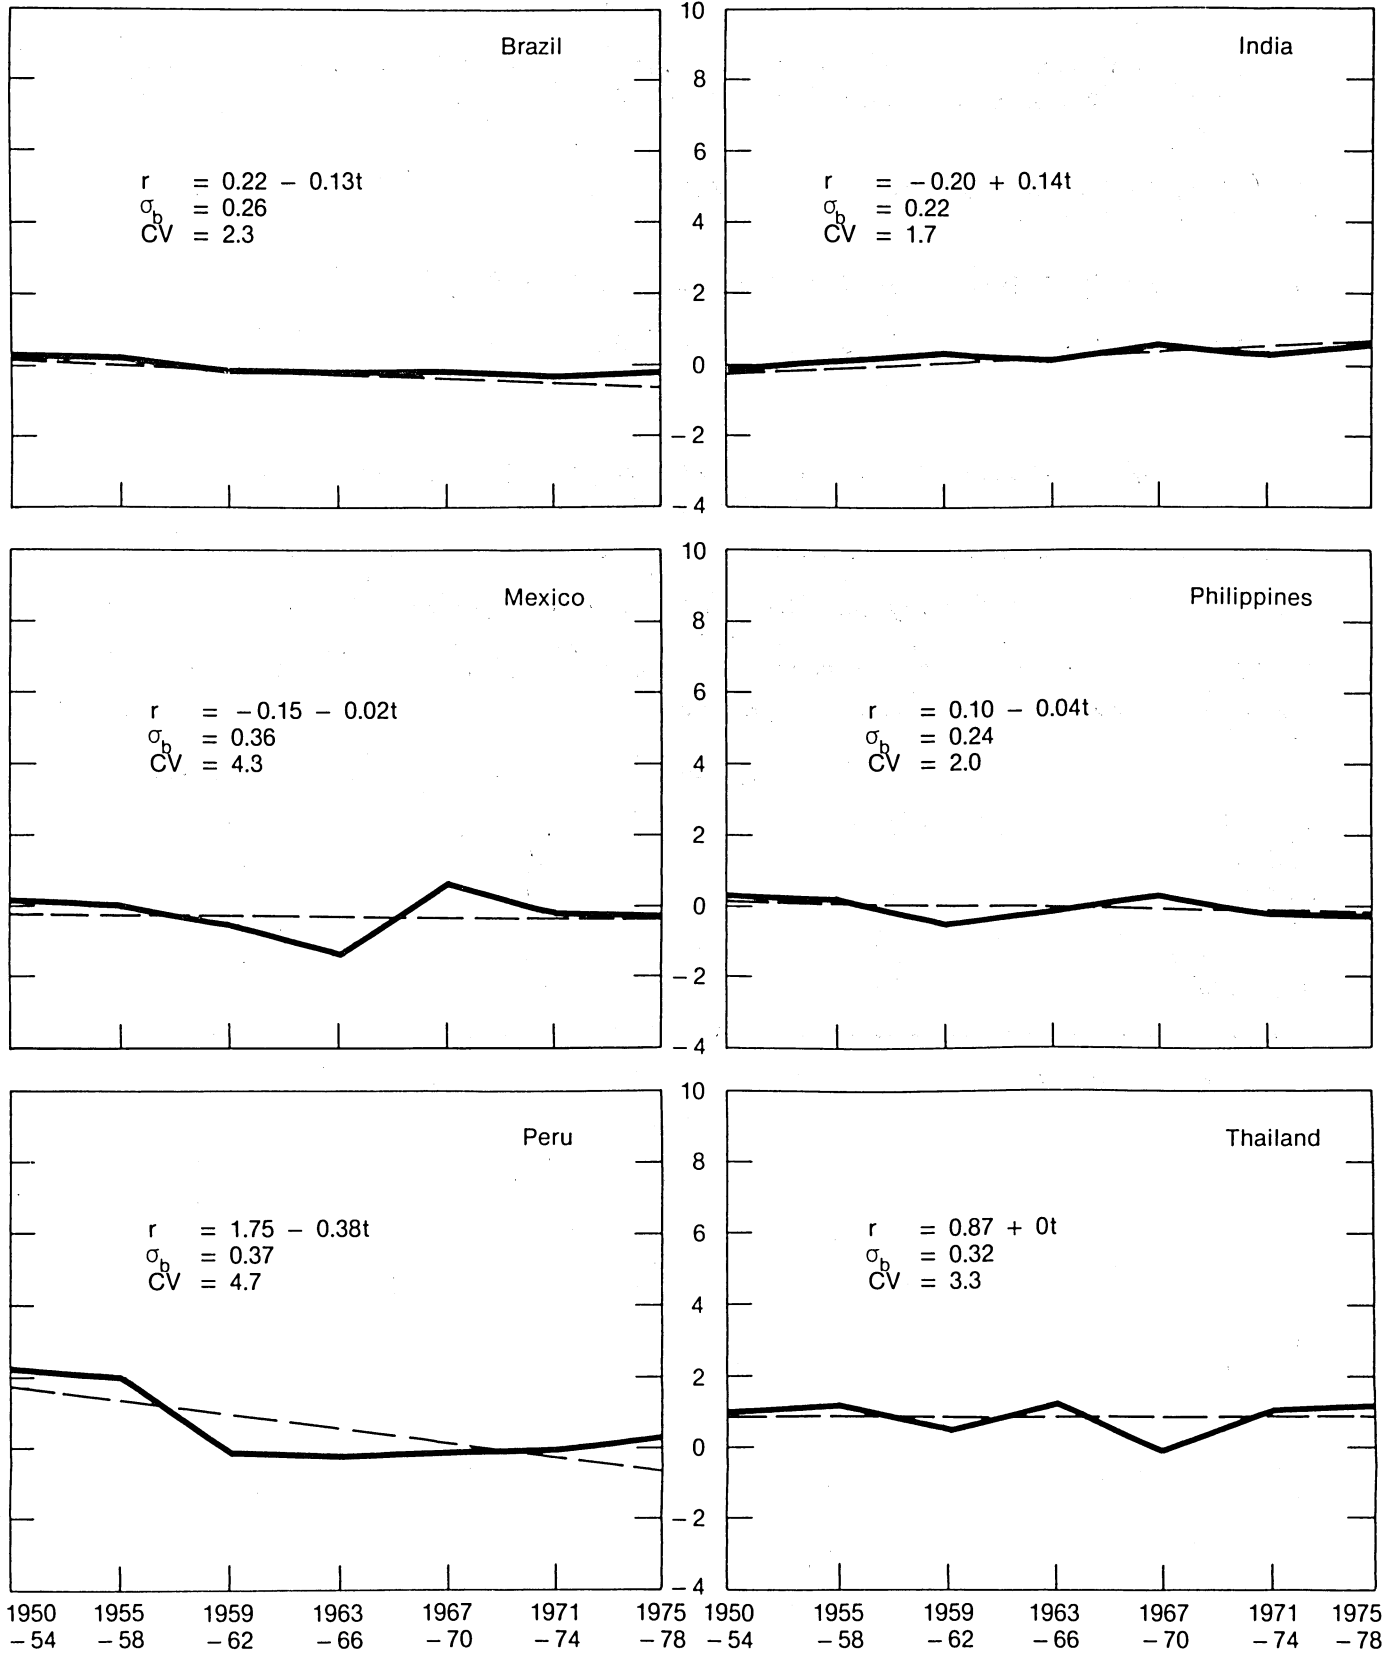 Brazil
r = 0.22 − 0.13t
σb = 0.26
CV = 2.3
10
8
6
4
2
0
−2
−4
India
r = −0.20 + 0.14t
σb = 0.22
CV = 1.7
Mexico
r = −0.15 − 0.02t
σb = 0.36
CV = 4.3
10
8
6
4
2
0
−2
−4
Philippines
r = 0.10 − 0.04t
σb = 0.24
CV = 2.0
Peru
r = 1.75 − 0.38t
σb = 0.37
CV = 4.7
10
8
6
4
2
0
−2
−4
Thailand
r = 0.87 + 0t
σb = 0.32
CV = 3.3
1950 1955 1959 1963 1967 1971 1975 1950 1955 1959 1963 1967 1971 1975
−54 −58 −62 −66 −70 −74 −78 −54 −58 −62 −66 −70 −74 −78